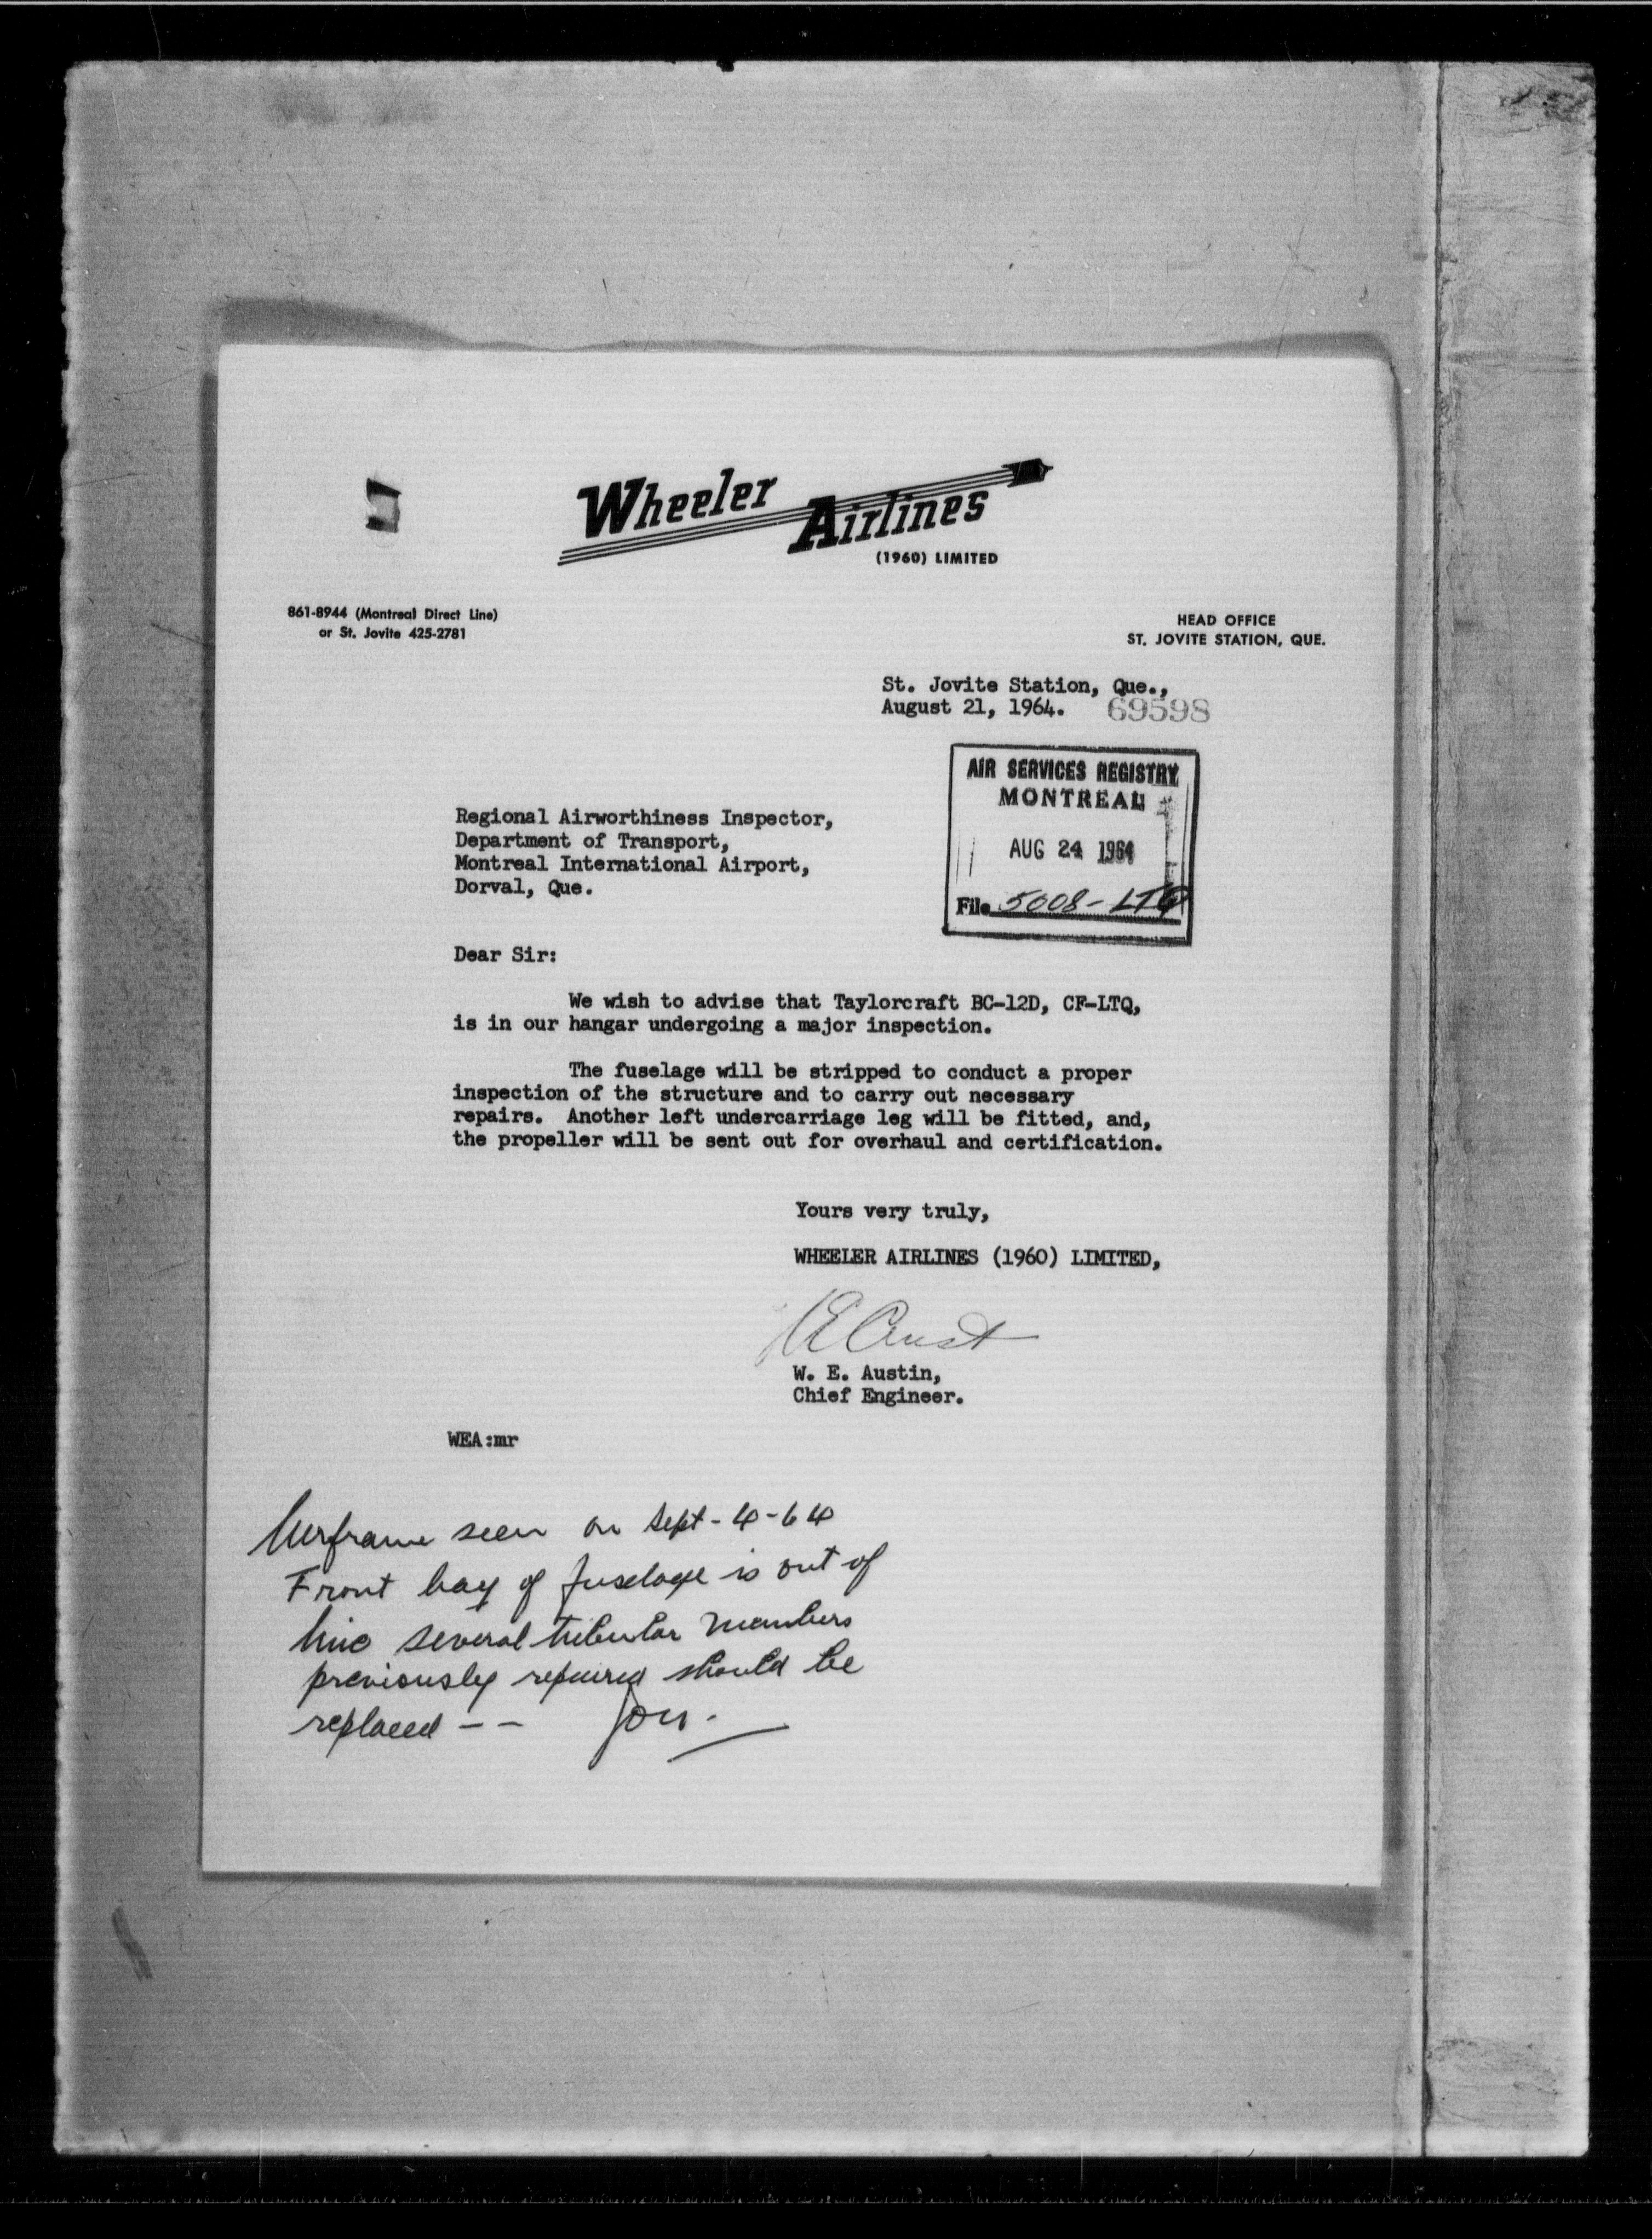 Wheeler Airlines
(1960) LIMITED
861-8944 (Montreal Direct Line)
or St. Jovite 425-2781
HEAD OFFICE
ST. JOVITE STATION, QUE.
St. Jovite Station, Que.,
August 21, 1964.
69598
AIR SERVICES REGISTRY
MONTREAL
AUG 24 1964
File 5008-LTQ
Regional Airworthiness Inspector,
Department of Transport,
Montreal International Airport,
Dorval, Que.
Dear Sir:
We wish to advise that Taylorcraft BC-12D, CF-LTQ,
is in our hangar undergoing a major inspection.
The fuselage will be stripped to conduct a proper
inspection of the structure and to carry out necessary
repairs. Another left undercarriage leg will be fitted, and,
the propeller will be sent out for overhaul and certification.
Yours very truly,
WHEELER AIRLINES (1960) LIMITED,
W. E. Austin,
Chief Engineer.
WEA:mr
Airframe seen on Sept-4-64
Front bay of fuselage is out of
line several tubular members
previously repaired should be
replaced --